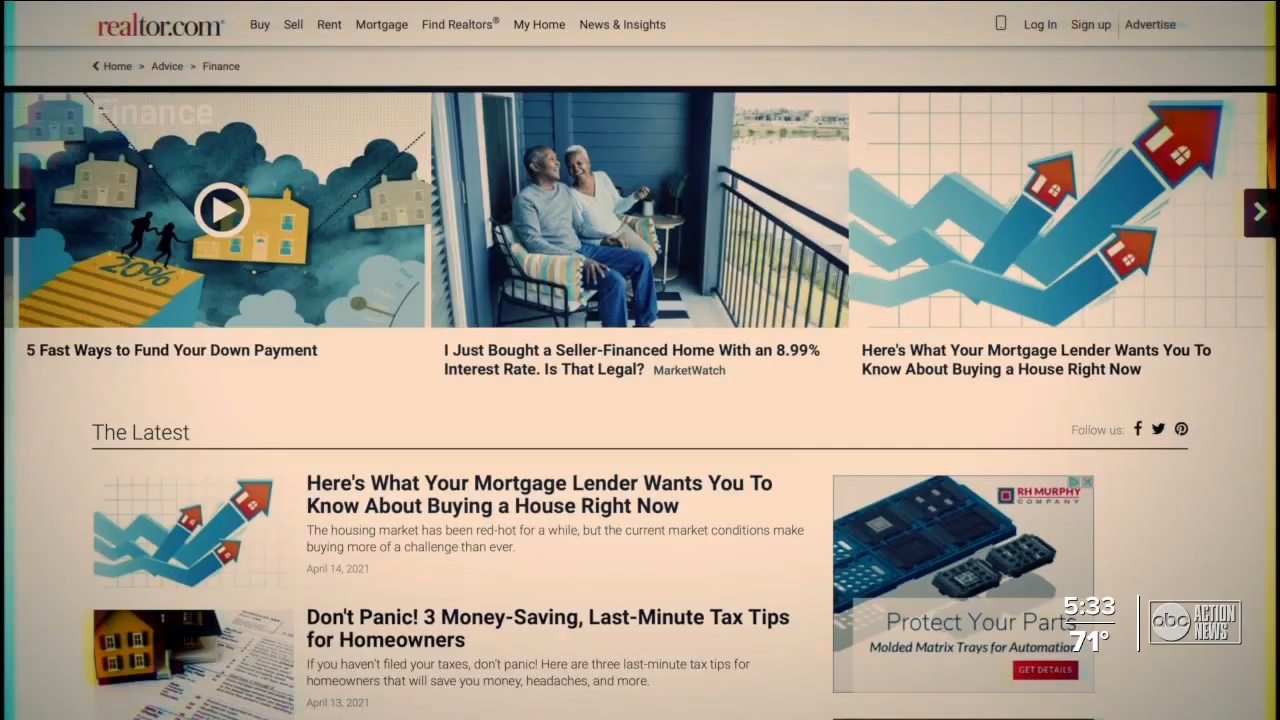 realtor.com®
Buy Sell Rent Mortgage Find Realtors® My Home News & Insights Log In Sign up Advertise
Home > Advice > Finance
Finance
20%
5 Fast Ways to Fund Your Down Payment
I Just Bought a Seller-Financed Home With an 8.99%
Interest Rate. Is That Legal? MarketWatch
Here's What Your Mortgage Lender Wants You To
Know About Buying a House Right Now
The Latest
Follow us:
Here's What Your Mortgage Lender Wants You To
Know About Buying a House Right Now
The housing market has been red-hot for a while, but the current market conditions make
buying more of a challenge than ever.
April 14, 2021
Don't Panic! 3 Money-Saving, Last-Minute Tax Tips
for Homeowners
If you haven't filed your taxes, don't panic! Here are three last-minute tax tips for
homeowners that will save you money, headaches, and more.
April 13, 2021
RH MURPHY
COMPANY
Protect Your Parts
Molded Matrix Trays for Automation
GET DETAILS
5:33
71°
abc
ACTION
NEWS